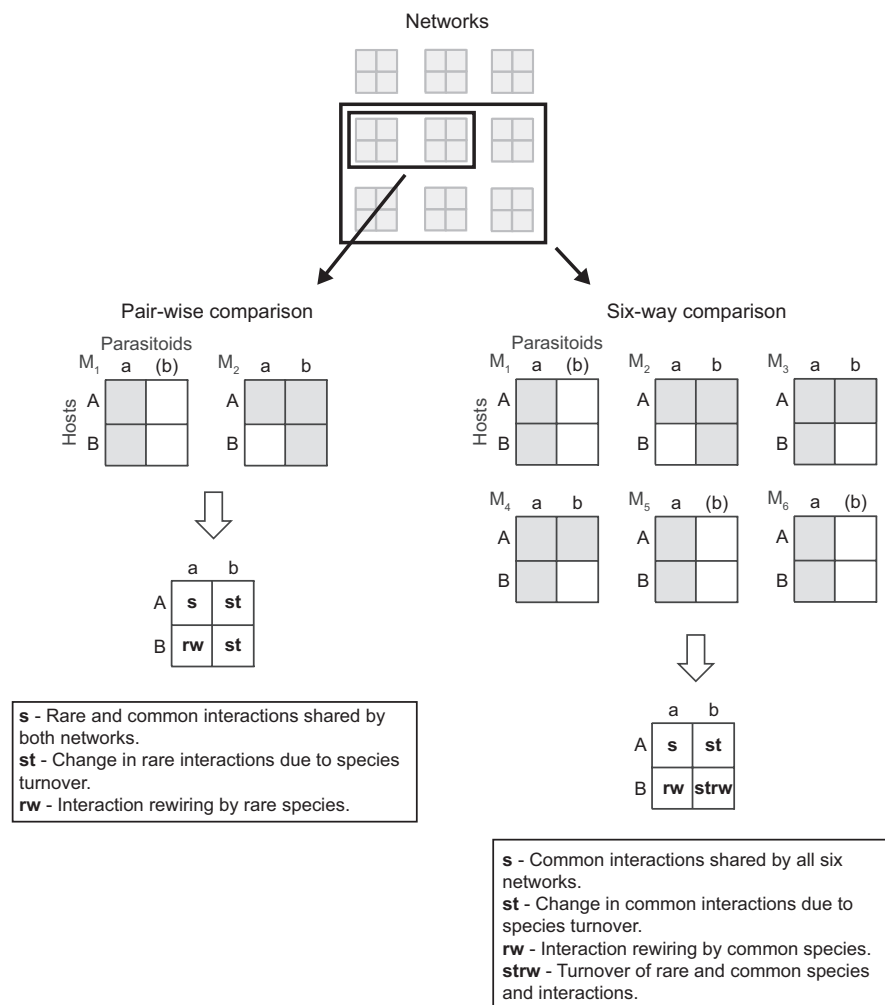 Networks
Pair-wise comparison
Parasitoids
M1 a (b)
M2 a b
Hosts
A
B
A
B
a b
A s st
B rw st
s - Rare and common interactions shared by
both networks.
st - Change in rare interactions due to species
turnover.
rw - Interaction rewiring by rare species.
Six-way comparison
Parasitoids
M1 a (b)
M2 a b
M3 a b
Hosts
A
B
A
B
A
B
M4 a b
M5 a (b)
M6 a (b)
A
B
A
B
A
B
a b
A s st
B rw strw
s - Common interactions shared by all six
networks.
st - Change in common interactions due to
species turnover.
rw - Interaction rewiring by common species.
strw - Turnover of rare and common species
and interactions.